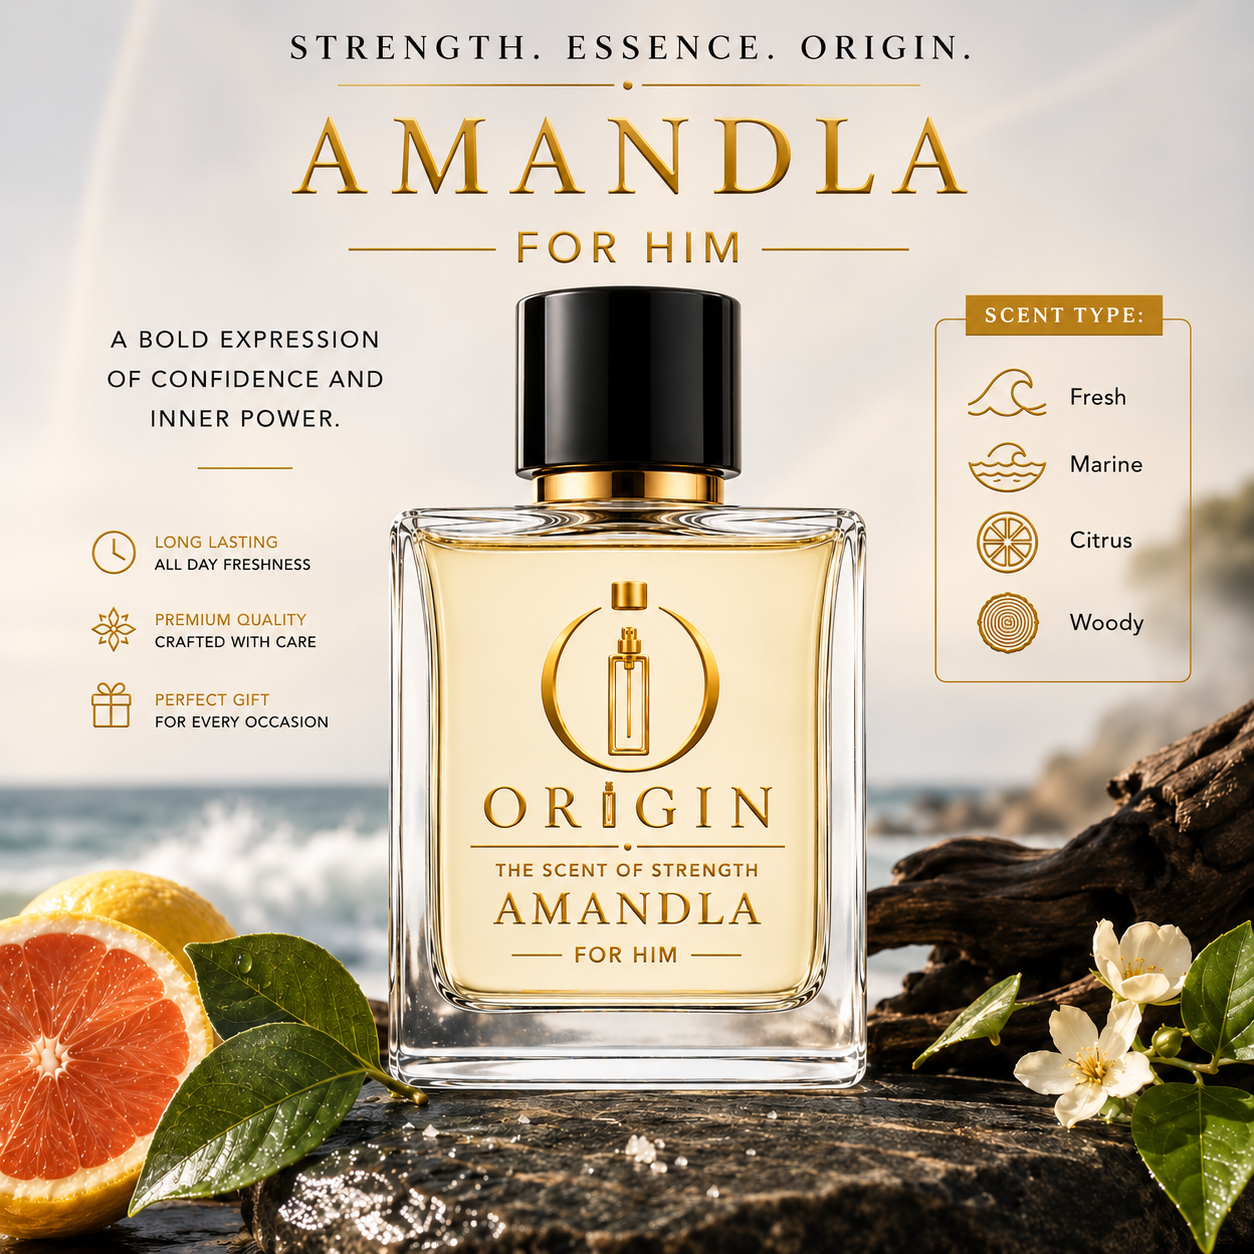 STRENGTH. ESSENCE. ORIGIN.
AMANDLA
FOR HIM
A BOLD EXPRESSION
OF CONFIDENCE AND
INNER POWER.
LONG LASTING
ALL DAY FRESHNESS
PREMIUM QUALITY
CRAFTED WITH CARE
PERFECT GIFT
FOR EVERY OCCASION
SCENT TYPE:
Fresh
Marine
Citrus
Woody
ORIGIN
THE SCENT OF STRENGTH
AMANDLA
FOR HIM